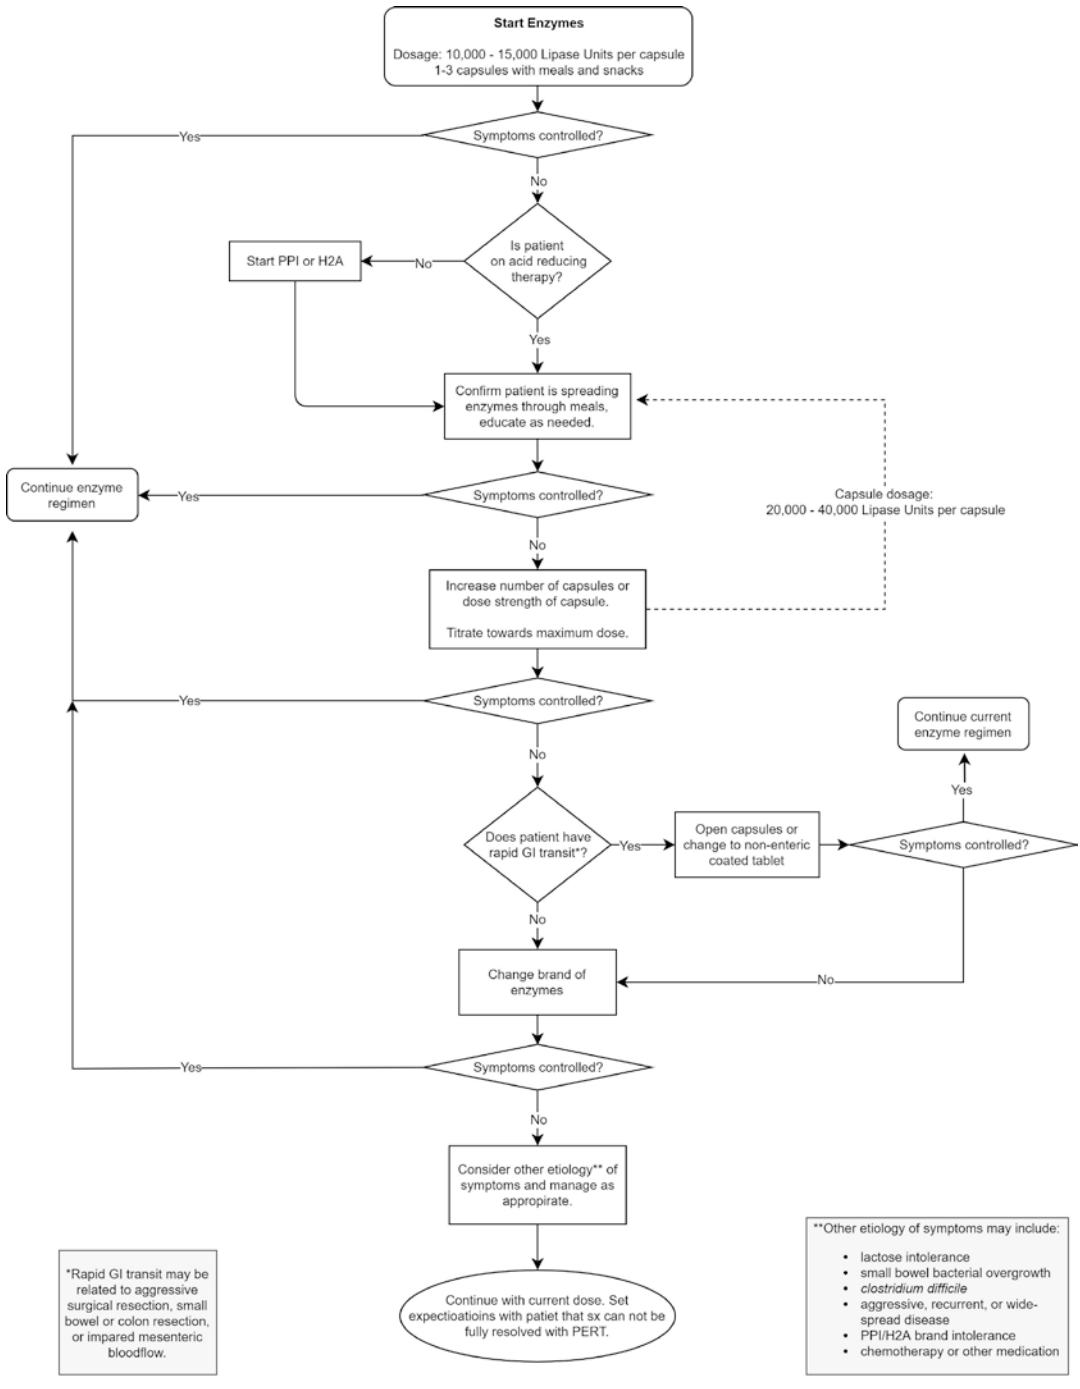 Start Enzymes
Dosage: 10,000 - 15,000 Lipase Units per capsule
1-3 capsules with meals and snacks
Symptoms controlled?
Yes
No
Is patient
on acid reducing
therapy?
No
Start PPI or H2A
Yes
Confirm patient is spreading
enzymes through meals,
educate as needed.
Symptoms controlled?
Yes
Continue enzyme
regimen
Capsule dosage:
20,000 - 40,000 Lipase Units per capsule
No
Increase number of capsules or
dose strength of capsule.
Titrate towards maximum dose.
Symptoms controlled?
Yes
No
Does patient have
rapid GI transit*?
Yes
Open capsules or
change to non-enteric
coated tablet
Symptoms controlled?
Yes
Continue current
enzyme regimen
No
No
Change brand of
enzymes
Symptoms controlled?
Yes
No
Consider other etiology** of
symptoms and manage as
appropirate.
Continue with current dose. Set
expectioatioins with patiet that sx can not be
fully resolved with PERT.
*Rapid GI transit may be
related to aggressive
surgical resection, small
bowel or colon resection,
or impared mesenteric
bloodflow.
**Other etiology of symptoms may include:
• lactose intolerance
• small bowel bacterial overgrowth
• clostridium difficile
• aggressive, recurrent, or wide-
spread disease
• PPI/H2A brand intolerance
• chemotherapy or other medication